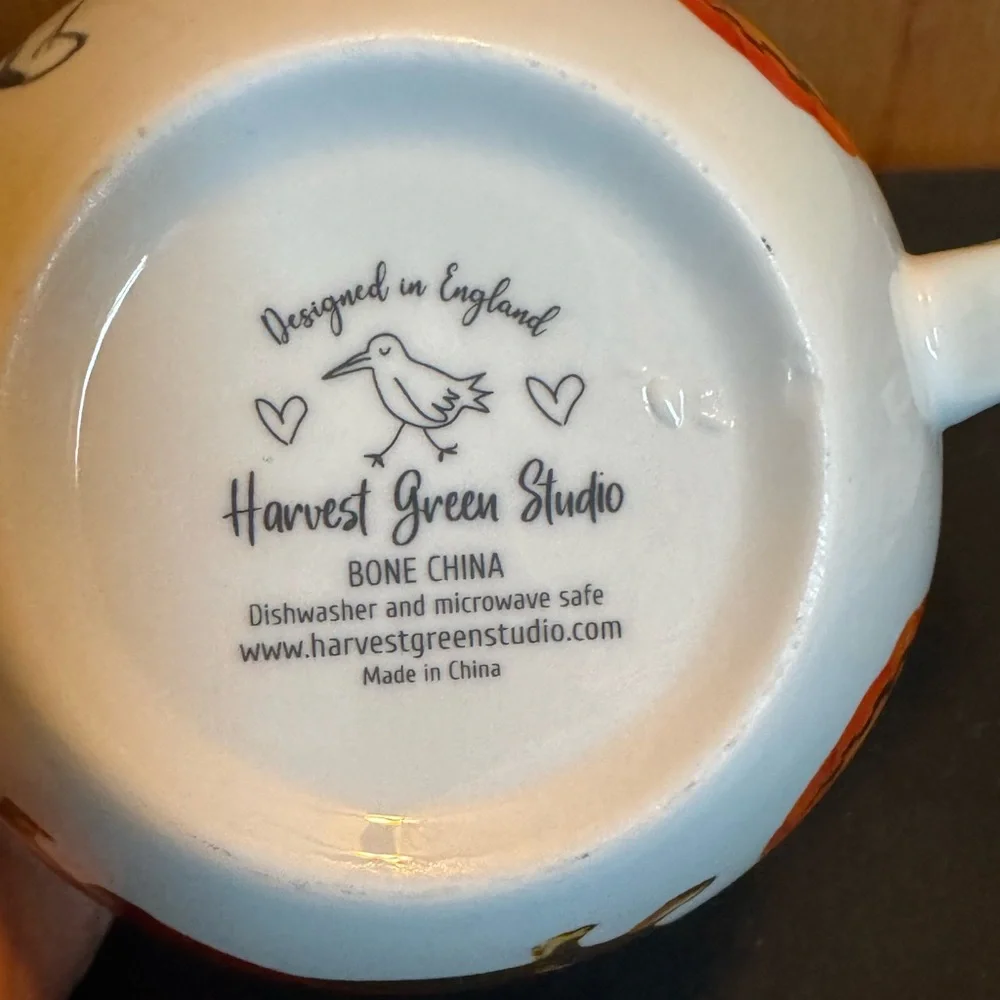 Designed in England
Harvest Green Studio
BONE CHINA
Dishwasher and microwave safe
www.harvestgreenstudio.com
Made in China